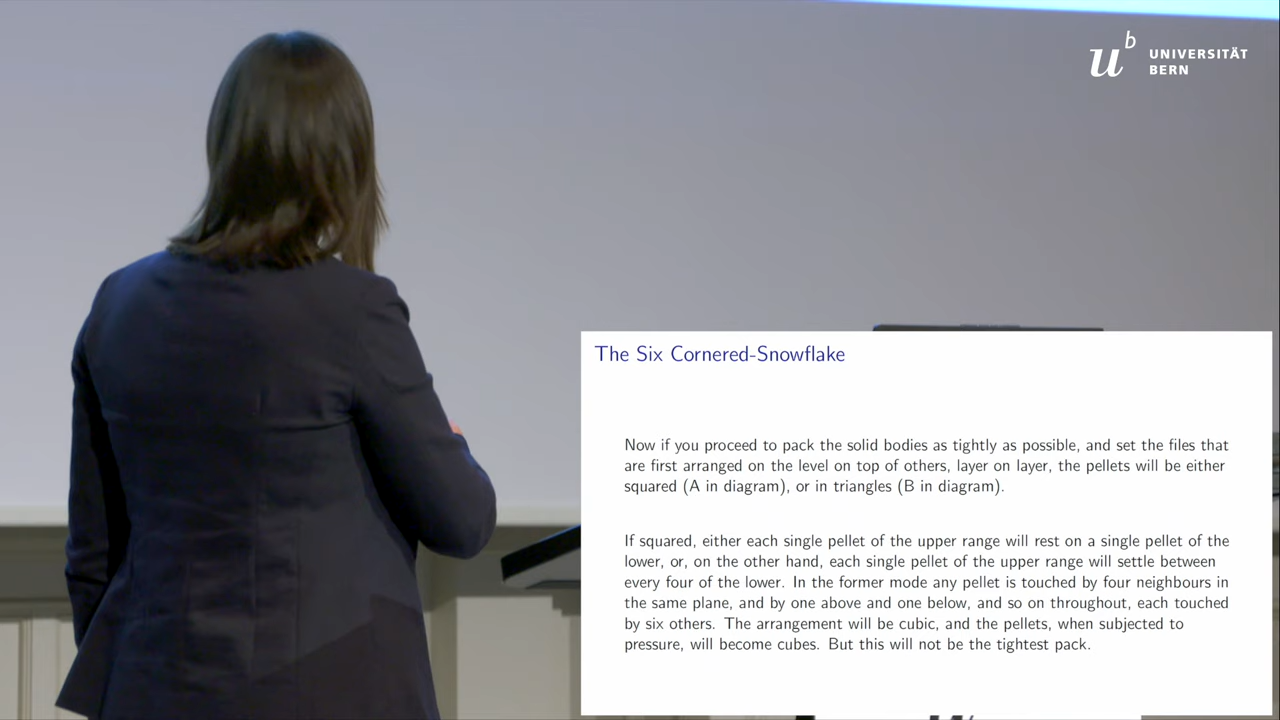 u b UNIVERSITÄT
BERN
The Six Cornered-Snowflake
Now if you proceed to pack the solid bodies as tightly as possible, and set the files that
are first arranged on the level on top of others, layer on layer, the pellets will be either
squared (A in diagram), or in triangles (B in diagram).
If squared, either each single pellet of the upper range will rest on a single pellet of the
lower, or, on the other hand, each single pellet of the upper range will settle between
every four of the lower. In the former mode any pellet is touched by four neighbours in
the same plane, and by one above and one below, and so on throughout, each touched
by six others. The arrangement will be cubic, and the pellets, when subjected to
pressure, will become cubes. But this will not be the tightest pack.